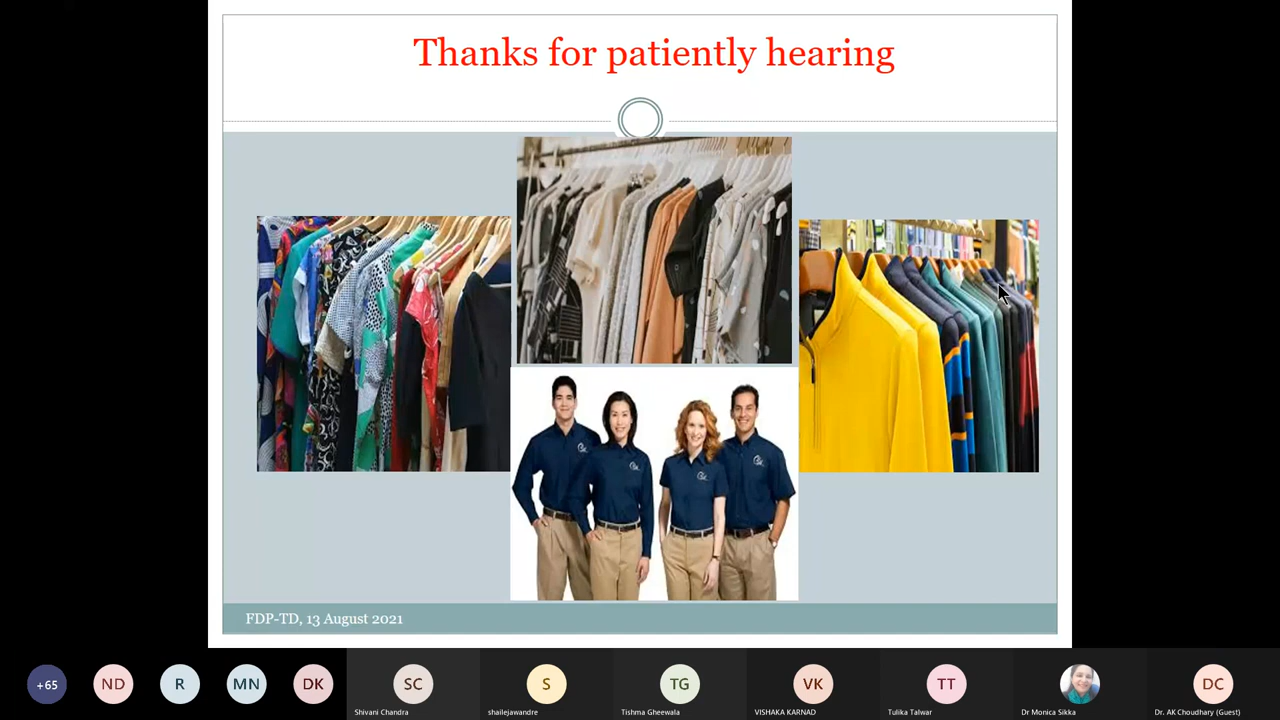 Thanks for patiently hearing
FDP-TD, 13 August 2021
+65
ND
R
MN
DK
SC
Shivani Chandra
S
shailejawandre
TG
Tishma Gheewala
VK
VISHAKA KARNAD
TT
Tulika Talwar
Dr Monica Sikka
DC
Dr. AK Choudhary (Guest)